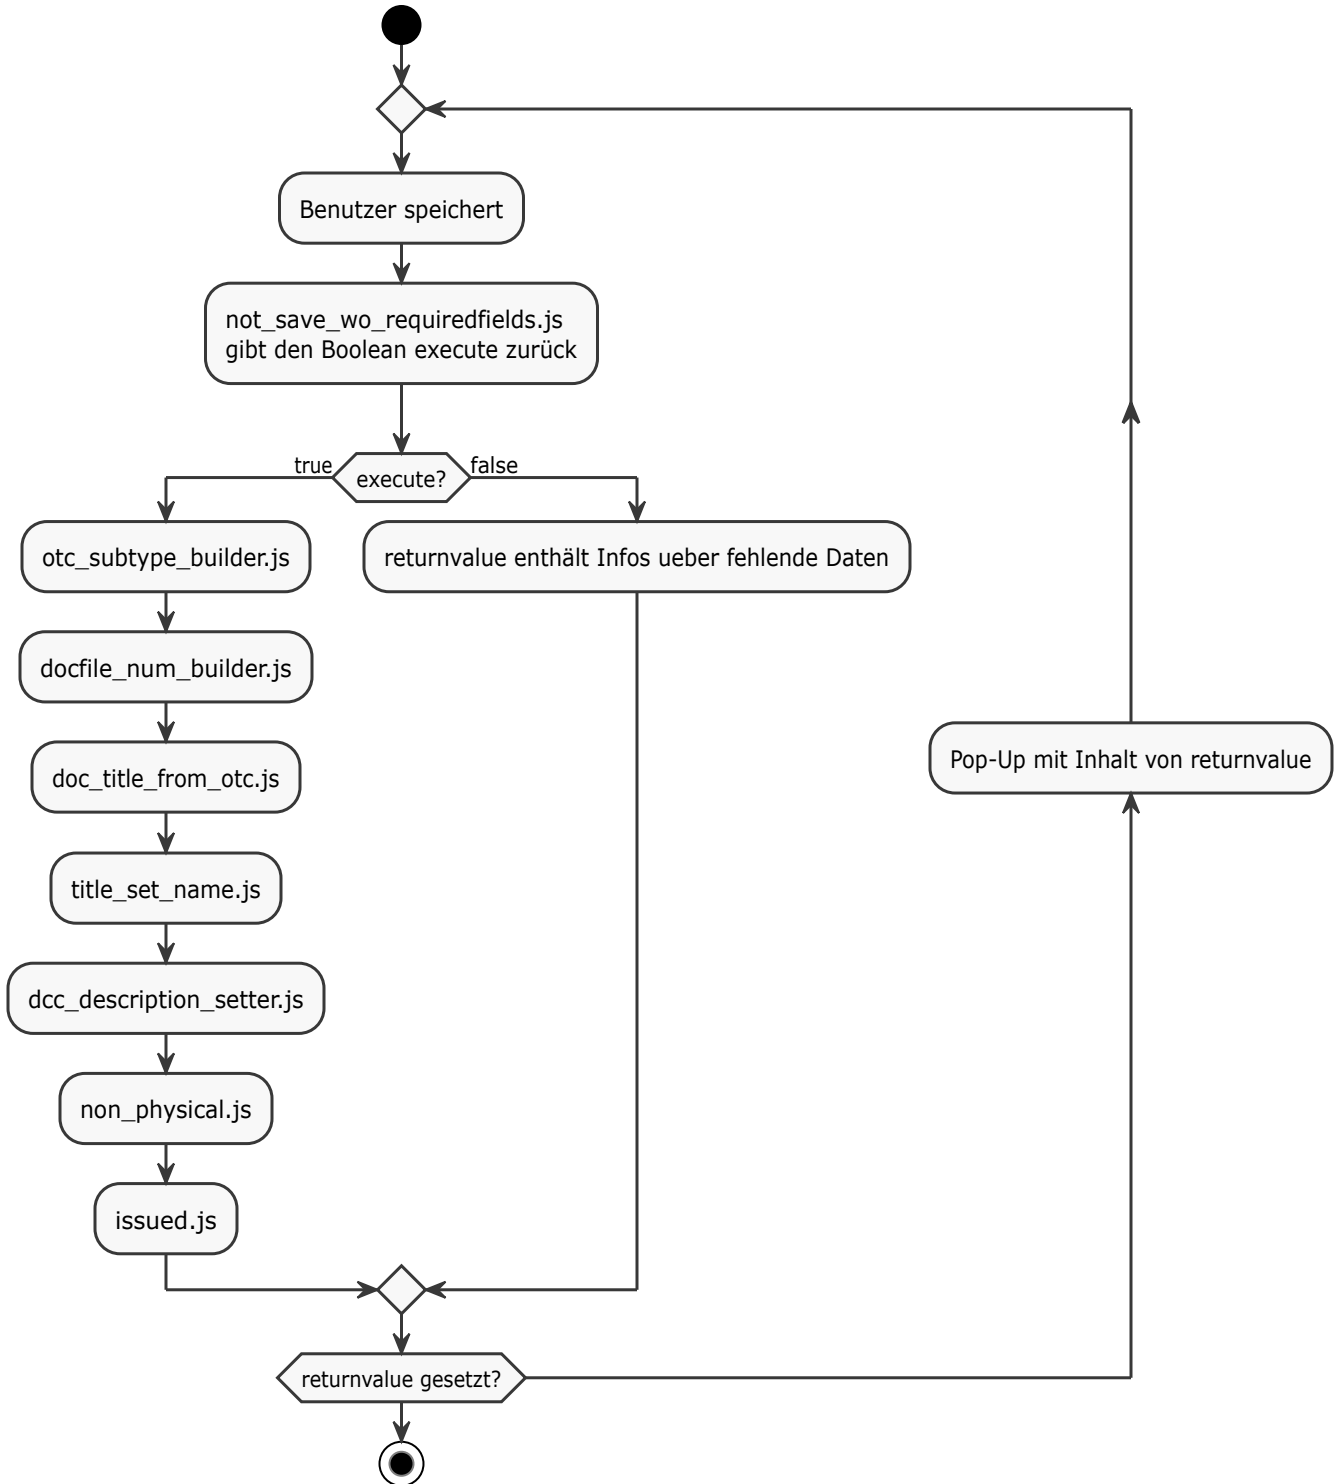 Benutzer speichert
not_save_wo_requiredfields.js
gibt den Boolean execute zurück
true
execute?
false
otc_subtype_builder.js
returnvalue enthält Infos ueber fehlende Daten
docfile_num_builder.js
doc_title_from_otc.js
Pop-Up mit Inhalt von returnvalue
title_set_name.js
dcc_description_setter.js
non_physical.js
issued.js
returnvalue gesetzt?